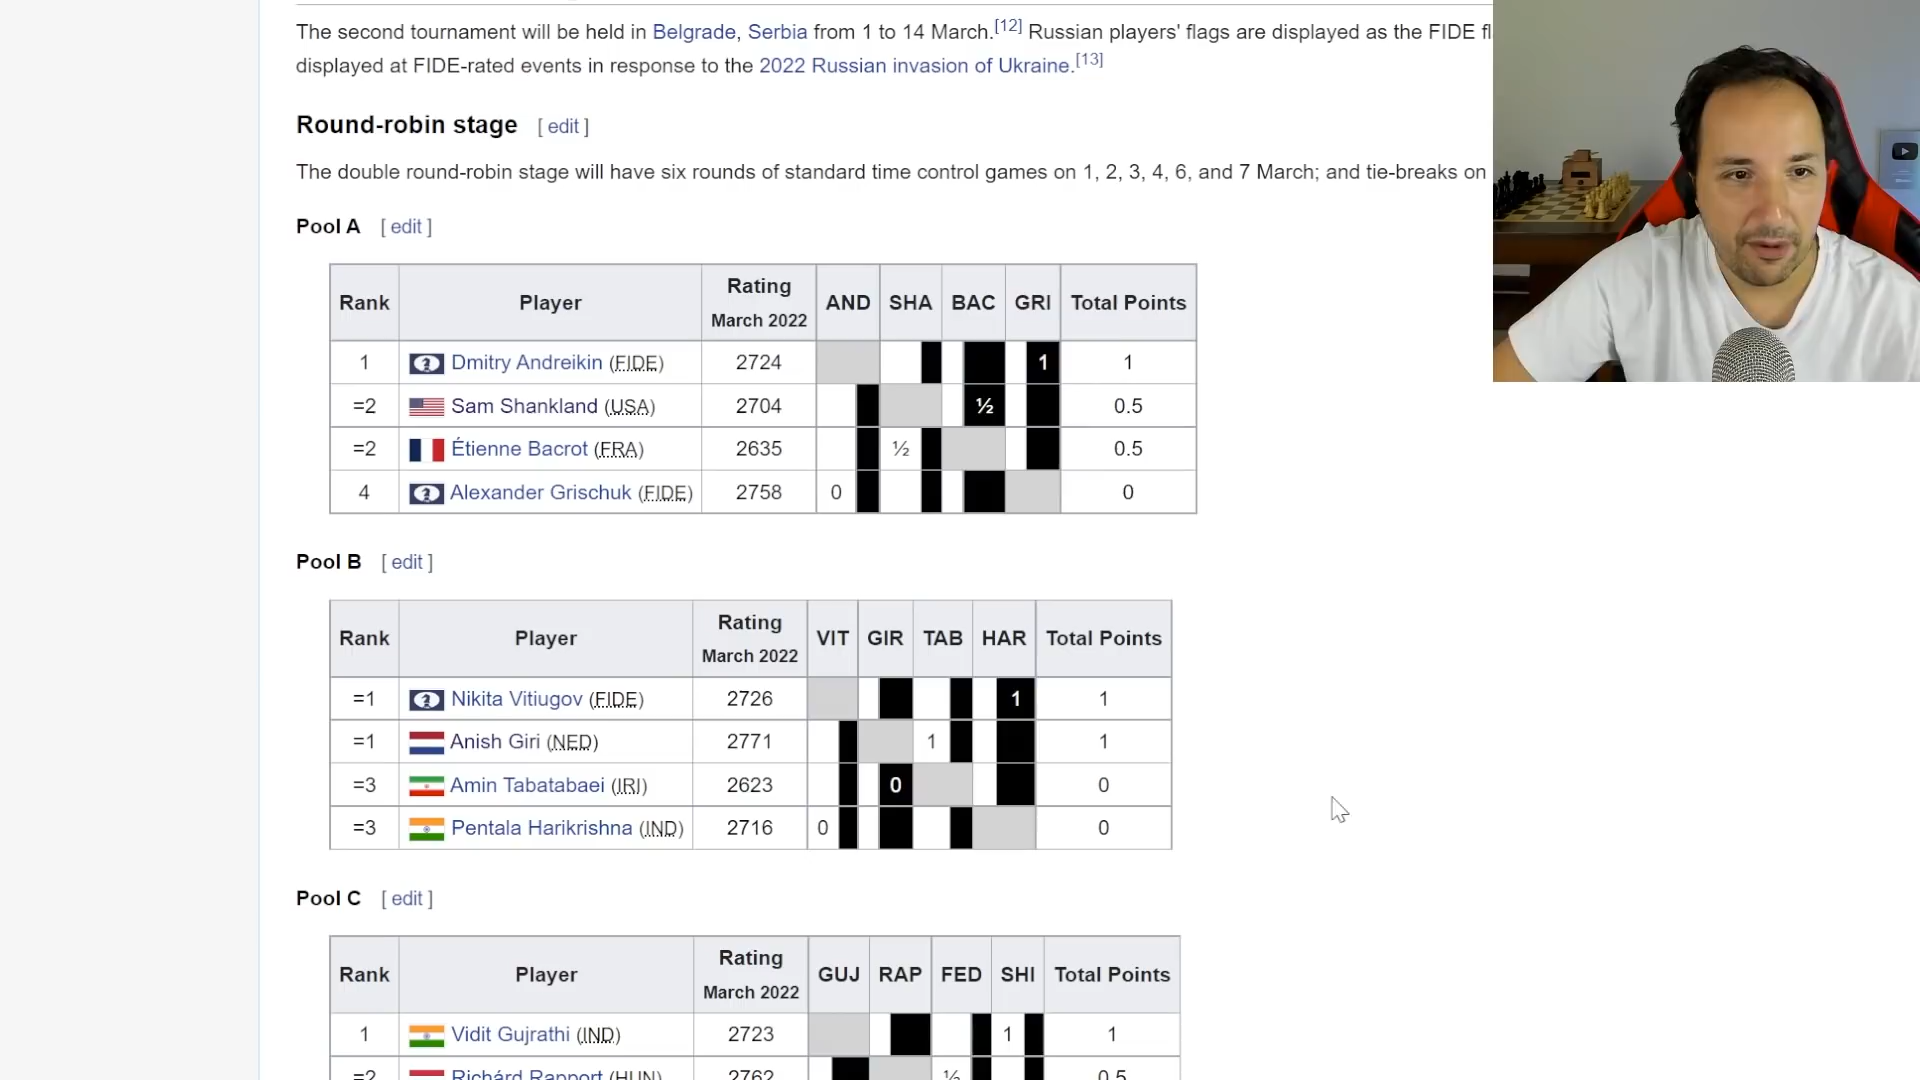 The second tournament will be held in Belgrade, Serbia from 1 to 14 March.[12] Russian players' flags are displayed as the FIDE fl
displayed at FIDE-rated events in response to the 2022 Russian invasion of Ukraine.[13]
Round-robin stage [ edit ]
The double round-robin stage will have six rounds of standard time control games on 1, 2, 3, 4, 6, and 7 March; and tie-breaks on
Pool A [ edit ]
Rank Player Rating March 2022 AND SHA BAC GRI Total Points
1 Dmitry Andreikin (FIDE) 2724 1 1
=2 Sam Shankland (USA) 2704 ½ 0.5
=2 Étienne Bacrot (FRA) 2635 ½ 0.5
4 Alexander Grischuk (FIDE) 2758 0 0
Pool B [ edit ]
Rank Player Rating March 2022 VIT GIR TAB HAR Total Points
=1 Nikita Vitiugov (FIDE) 2726 1 1
=1 Anish Giri (NED) 2771 1 1
=3 Amin Tabatabaei (IRI) 2623 0 0
=3 Pentala Harikrishna (IND) 2716 0 0
Pool C [ edit ]
Rank Player Rating March 2022 GUJ RAP FED SHI Total Points
1 Vidit Gujrathi (IND) 2723 1 1
=2 Richárd Rapport (HUN) 2762 ½ 0.5